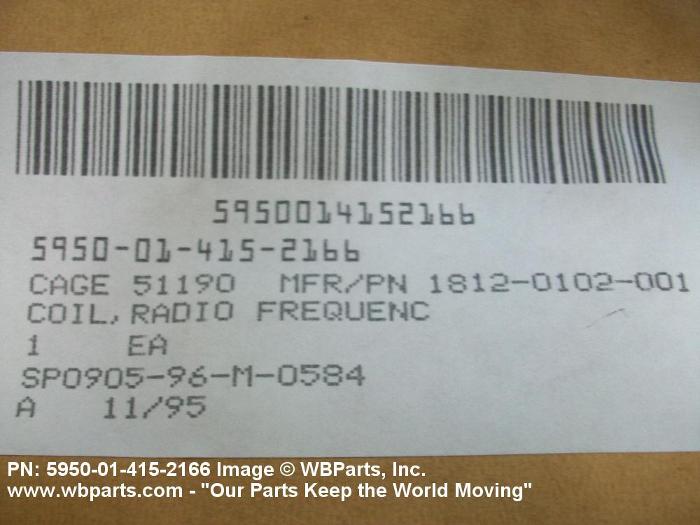 5950014152166
5950-01-415-2166
CAGE 51190 MFR/PN 1812-0102-001
COIL, RADIO FREQUENC
1 EA
SP0905-96-M-0584
A 11/95
PN: 5950-01-415-2166 Image © WBParts, Inc.
www.wbparts.com - "Our Parts Keep the World Moving"